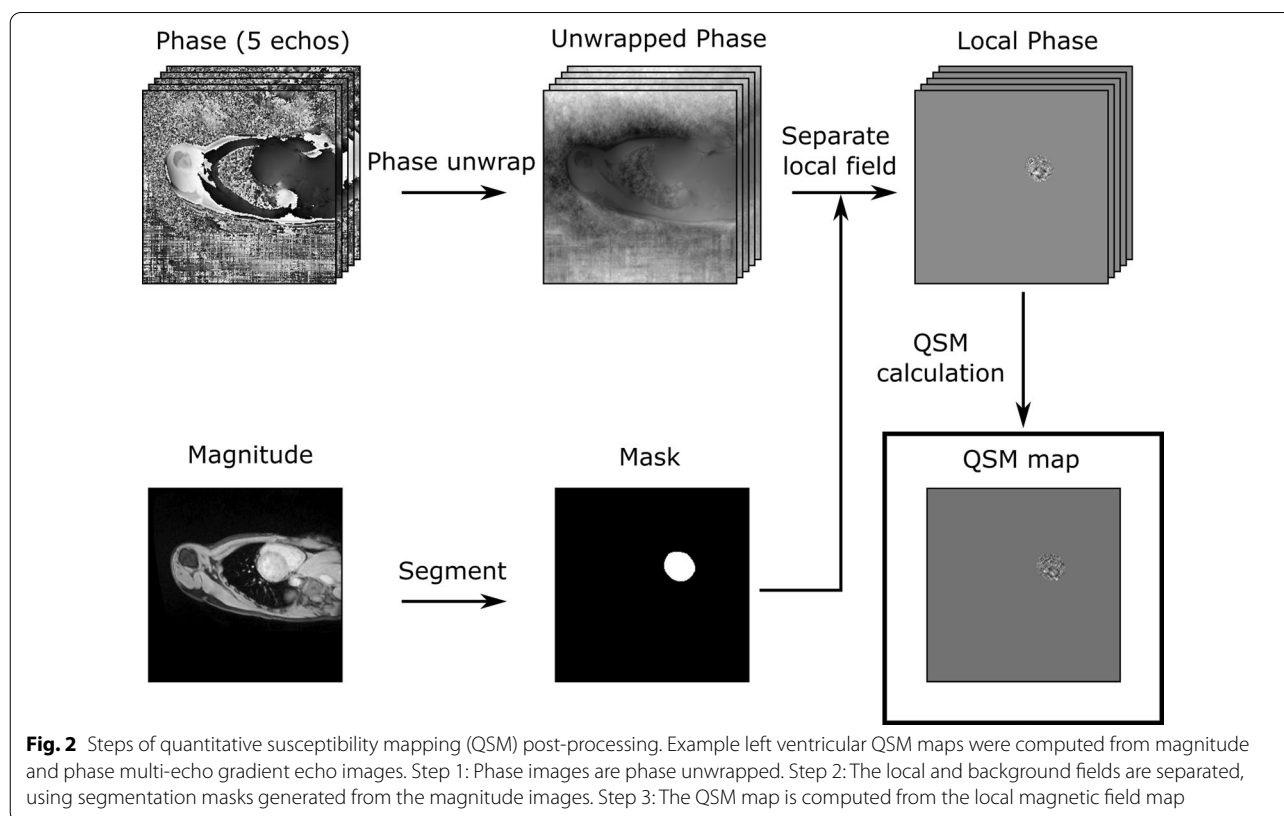 Phase (5 echos)
Unwrapped Phase
Local Phase
Phase unwrap
Separate
local field
QSM
calculation
Magnitude
Mask
QSM map
Segment
Fig. 2 Steps of quantitative susceptibility mapping (QSM) post-processing. Example left ventricular QSM maps were computed from magnitude
and phase multi-echo gradient echo images. Step 1: Phase images are phase unwrapped. Step 2: The local and background fields are separated,
using segmentation masks generated from the magnitude images. Step 3: The QSM map is computed from the local magnetic field map